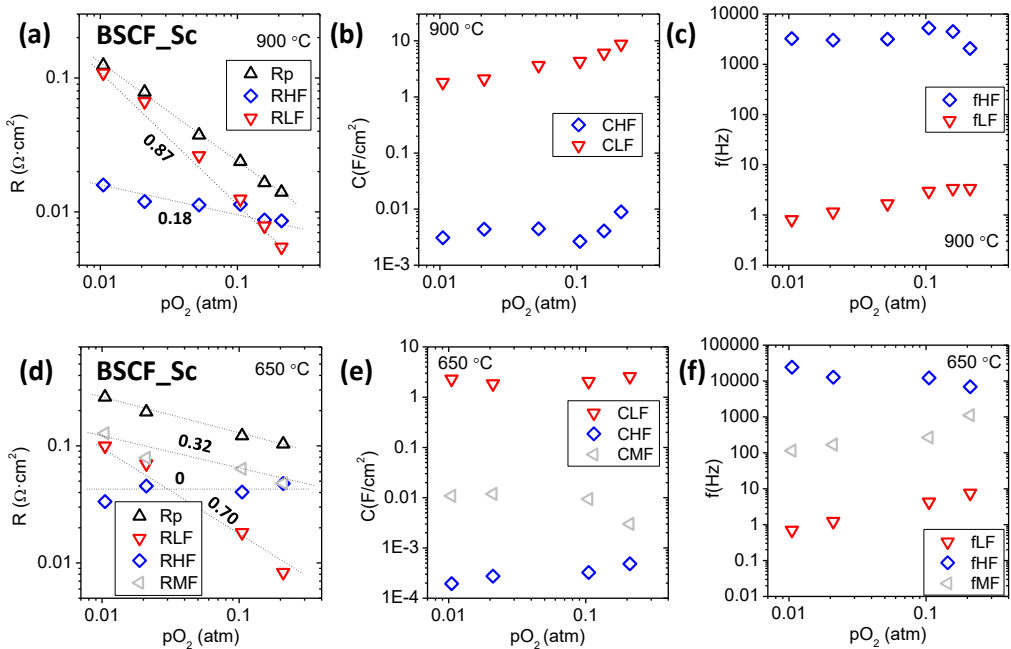 (a)
BSCF_Sc
900 °C
Rp
RHF
RLF
0.87
0.18
0.1
0.01
R (Ω·cm²)
0.01
0.1
pO₂ (atm)
(b)
900 °C
CHF
CLF
10
1
0.1
0.01
1E-3
C(F/cm²)
0.01
0.1
pO₂ (atm)
(c)
fHF
fLF
900 °C
10000
1000
100
10
1
0.1
f(Hz)
0.01
0.1
pO₂ (atm)
(d)
BSCF_Sc
650 °C
0.32
0
0.70
Rp
RLF
RHF
RMF
0.1
0.01
R (Ω·cm²)
0.01
0.1
pO₂ (atm)
(e)
650 °C
CLF
CHF
CMF
10
1
0.1
0.01
1E-3
1E-4
C(F/cm²)
0.01
0.1
pO₂ (atm)
(f)
650 °C
fLF
fHF
fMF
100000
10000
1000
100
10
1
0.1
0.01
f(Hz)
0.01
0.1
pO₂ (atm)